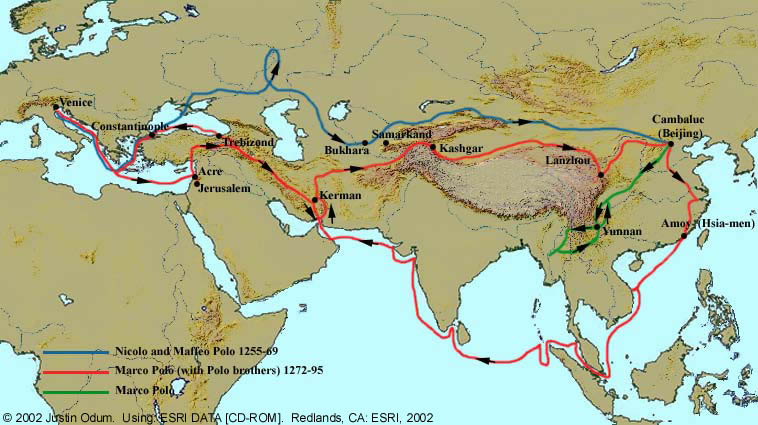 Venice
Constantinople
Trebizond
Bukhara
Samarkand
Kashgar
Cambaluc
(Beijing)
Lanzhou
Acre
Jerusalem
Kerman
Yunnan
Amoy (Hsia-men)
Nicolo and Maffeo Polo 1255-69
Marco Polo (with Polo brothers) 1272-95
Marco Polo
© 2002 Justin Odum. Using: ESRI DATA [CD-ROM]. Redlands, CA: ESRI, 2002